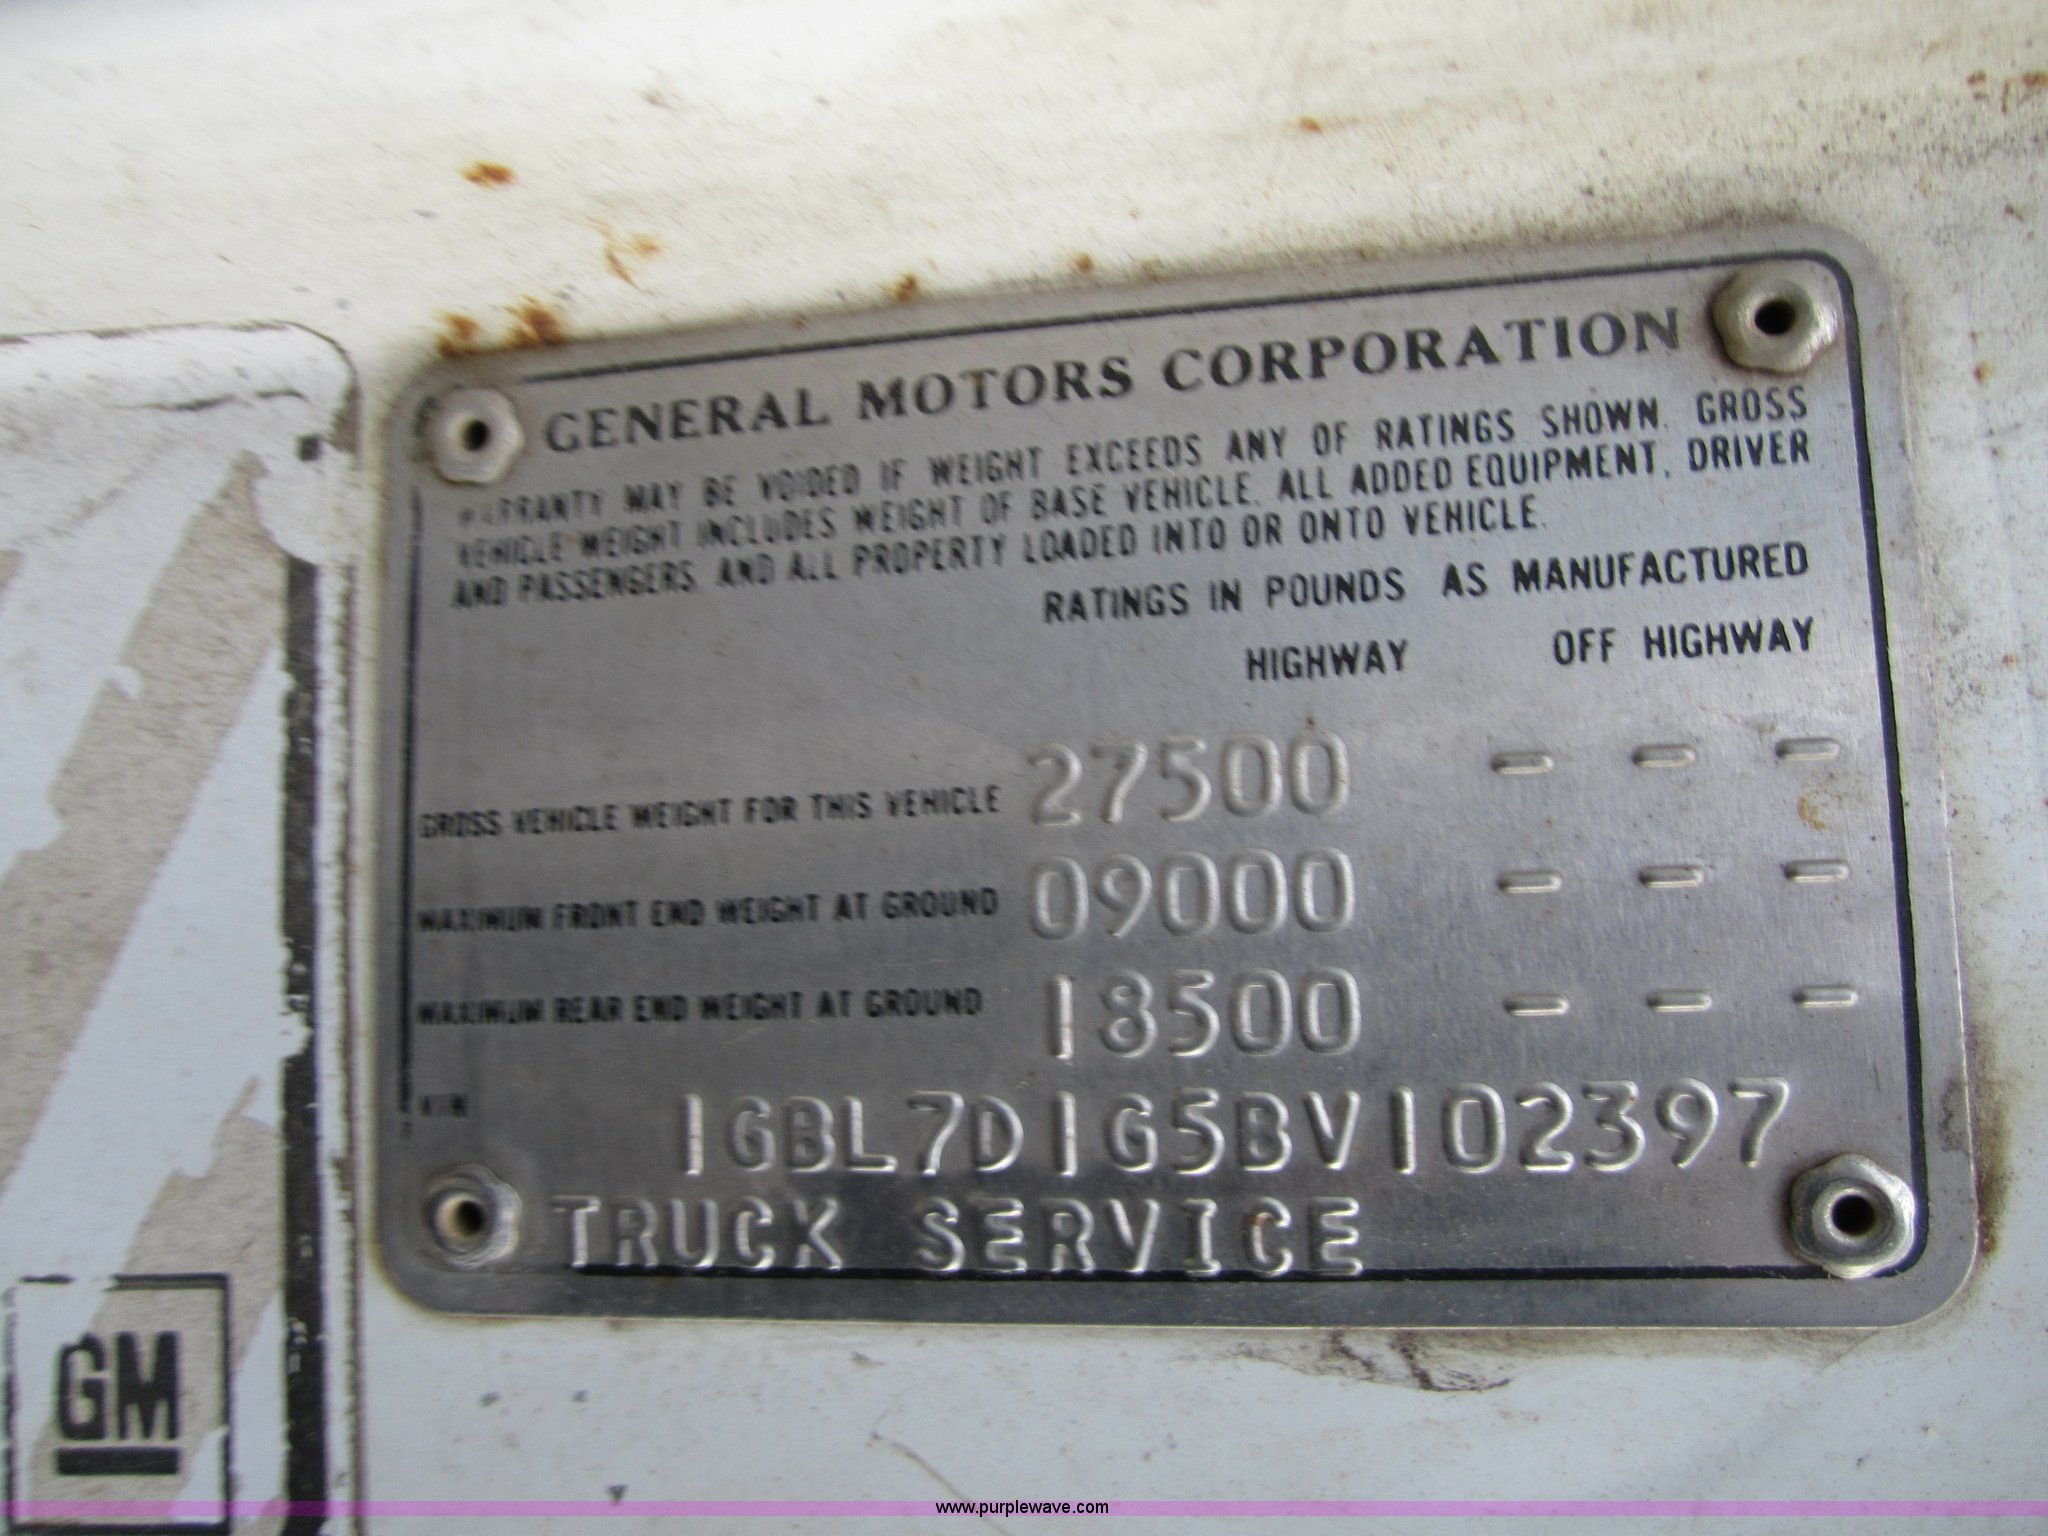 GENERAL MOTORS CORPORATION
WARRANTY MAY BE VOIDED IF WEIGHT EXCEEDS ANY OF RATINGS SHOWN. GROSS
VEHICLE WEIGHT INCLUDES WEIGHT OF BASE VEHICLE, ALL ADDED EQUIPMENT, DRIVER
AND PASSENGERS, AND ALL PROPERTY LOADED INTO OR ONTO VEHICLE.
RATINGS IN POUNDS AS MANUFACTURED
HIGHWAY OFF HIGHWAY
GROSS VEHICLE WEIGHT FOR THIS VEHICLE 27500 - - -
MAXIMUM FRONT END WEIGHT AT GROUND 09000 - - -
MAXIMUM REAR END WEIGHT AT GROUND 18500 - - -
VIN 1GBL7D1G5BV102397
TRUCK SERVICE
GM
www.purplewave.com